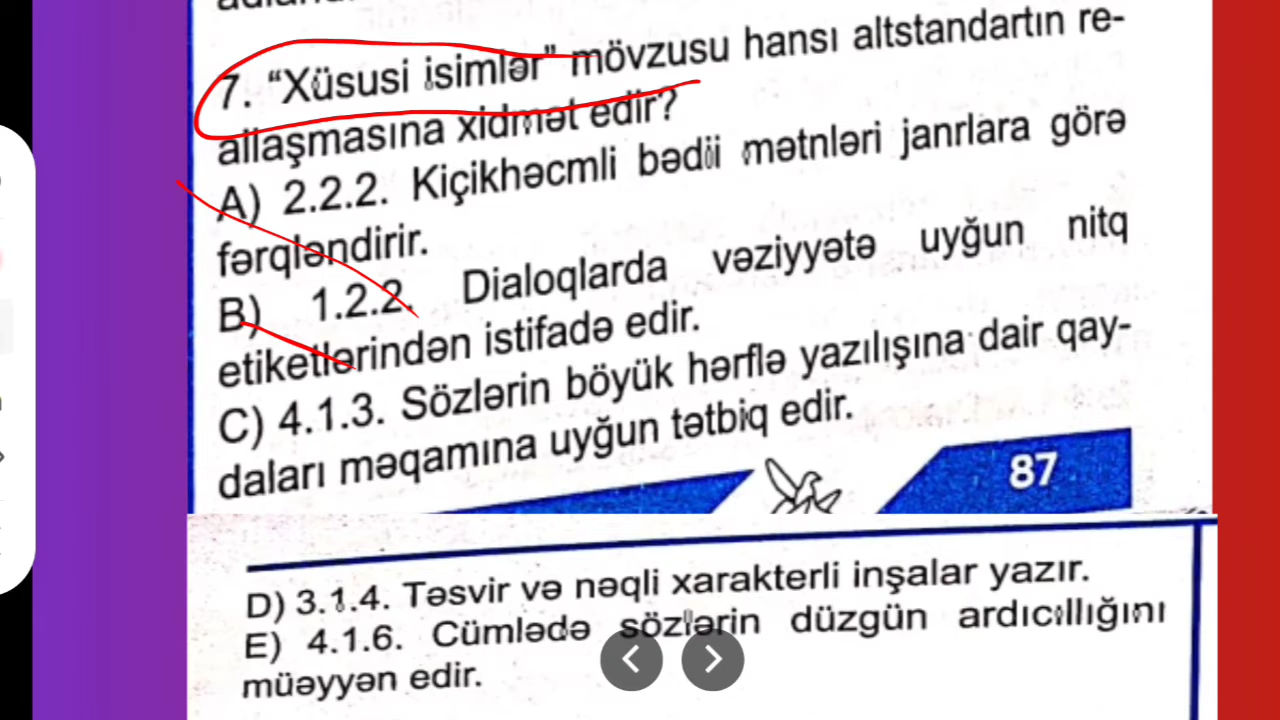 7. “Xüsusi isimlər” mövzusu hansı altstandartın re-
allaşmasına xidmət edir?
A) 2.2.2. Kiçikhəcmli bədii mətnləri janrlara görə
fərqləndirir.
B) 1.2.2. Dialoqlarda vəziyyətə uyğun nitq
etiketlərindən istifadə edir.
C) 4.1.3. Sözlərin böyük hərflə yazılışına dair qay-
daları məqamına uyğun tətbiq edir.
87
D) 3.1.4. Təsvir və nəqli xarakterli inşalar yazır.
E) 4.1.6. Cümlədə sözlərin düzgün ardıcıllığını
müəyyən edir.